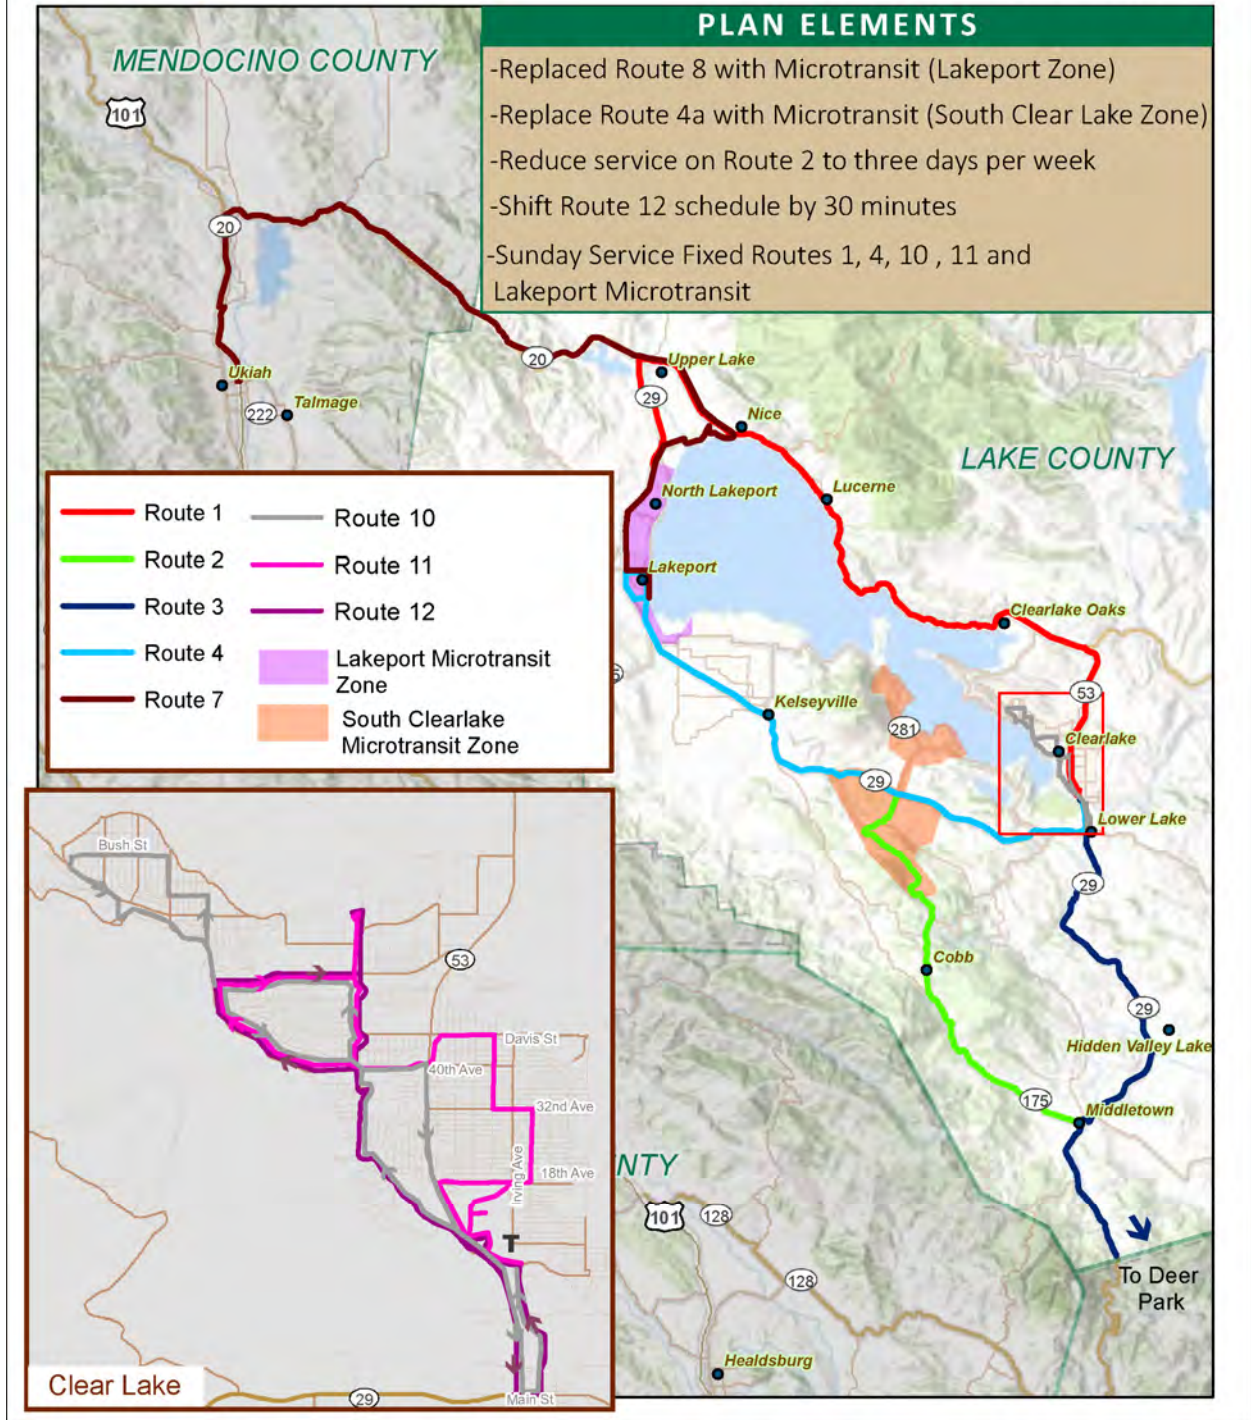 PLAN ELEMENTS
-Replaced Route 8 with Microtransit (Lakeport Zone)
-Replace Route 4a with Microtransit (South Clear Lake Zone)
-Reduce service on Route 2 to three days per week
-Shift Route 12 schedule by 30 minutes
-Sunday Service Fixed Routes 1, 4, 10 , 11 and
Lakeport Microtransit
MENDOCINO COUNTY
101
20
20
Upper Lake
29
Ukiah
222
Talmage
Nice
LAKE COUNTY
North Lakeport
Lucerne
Lakeport
Clearlake Oaks
53
Kelseyville
281
Clearlake
29
Lower Lake
29
Cobb
29
Hidden Valley Lake
175
Middletown
NTY
101
128
128
To Deer
Park
Healdsburg
Route 1
Route 2
Route 3
Route 4
Route 7
Route 10
Route 11
Route 12
Lakeport Microtransit
Zone
South Clearlake
Microtransit Zone
Bush St
53
Davis St
40th Ave
32nd Ave
Irving Ave
18th Ave
T
Main St
29
Clear Lake